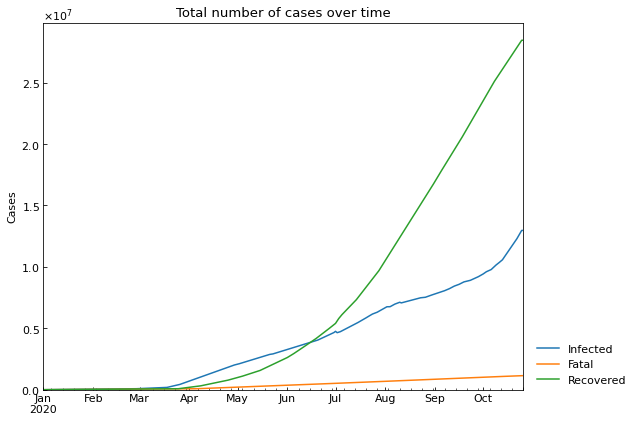 Total number of cases over time
×10⁷
Cases
2.5
2.0
1.5
1.0
0.5
0.0
Jan Feb Mar Apr May Jun Jul Aug Sep Oct
2020
Infected
Fatal
Recovered